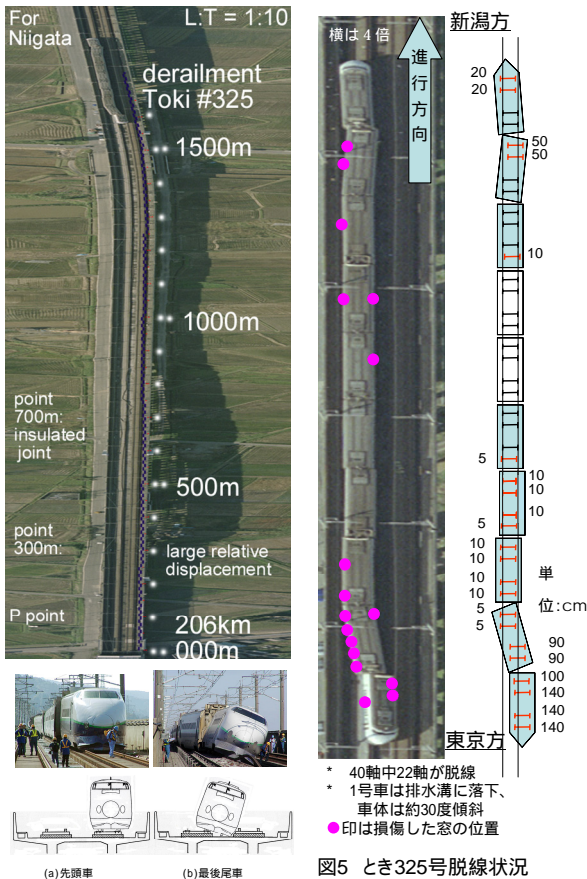 For
Niigata
L:T = 1:10
derailment
Toki #325
1500m
1000m
point
700m:
insulated
joint
500m
point
300m:
large relative
displacement
P point
206km
000m
(a)先頭車
(b)最後尾車
横は４倍
進行方向
新潟方
20
20
50
50
10
5
10
10
10
5
10
10
10
10
5
5
90
90
100
140
140
140
単
位:cm
東京方
* 40軸中22軸が脱線
* 1号車は排水溝に落下、
車体は約30度傾斜
●印は損傷した窓の位置
図5 とき325号脱線状況